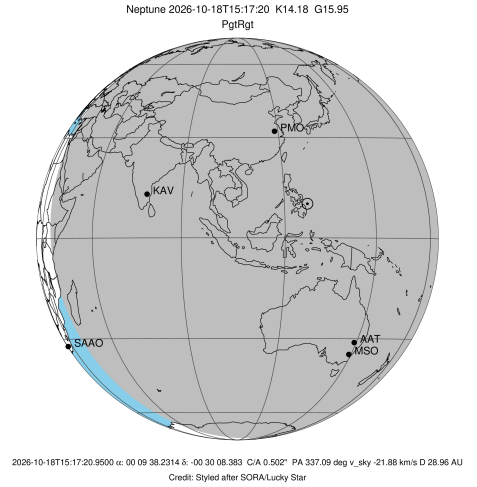 Neptune 2026-10-18T15:17:20 K14.18 G15.95
PgtRgt
PMO
KAV
AAT
MSO
SAAO
2026-10-18T15:17:20.9500 α: 00 09 38.2314 δ: -00 30 08.383 C/A 0.502" PA 337.09 deg v_sky -21.88 km/s D 28.96 AU
Credit: Styled after SORA/Lucky Star